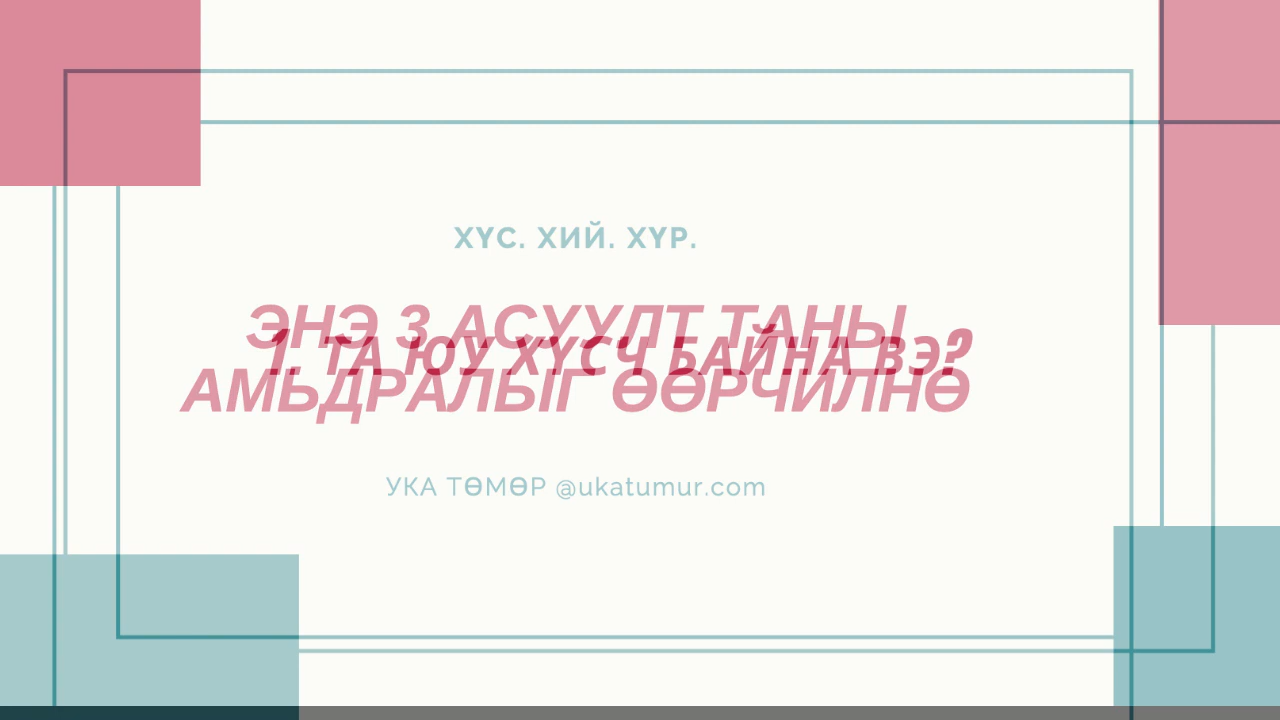 ХҮС. ХИЙ. ХҮР.
ЭНЭ 3 АСУУЛТ ТАНЫ
1. ТА ЮУ ХҮСЧ БАЙНА ВЭ?
АМЬДРАЛЫГ ӨӨРЧИЛНӨ
УКА ТӨМӨР @ukatumur.com